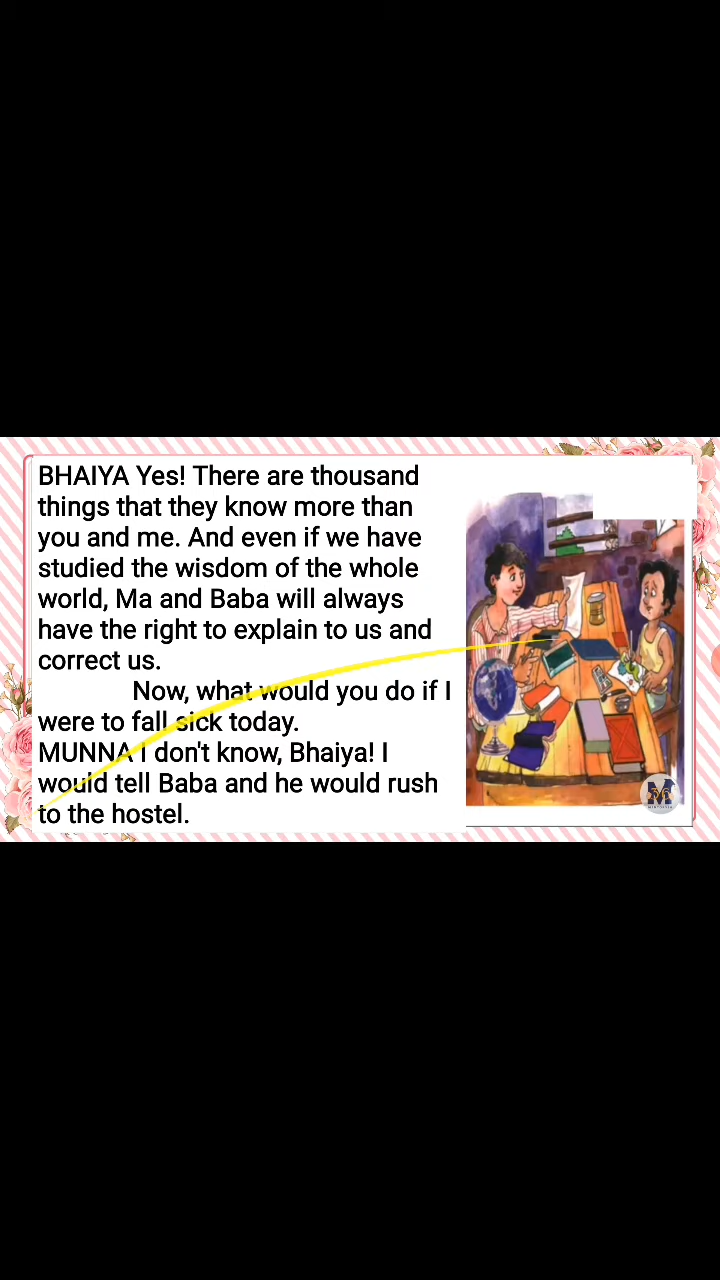 BHAIYA Yes! There are thousand
things that they know more than
you and me. And even if we have
studied the wisdom of the whole
world, Ma and Baba will always
have the right to explain to us and
correct us.
Now, what would you do if I
were to fall sick today.
MUNNA I don't know, Bhaiya! I
would tell Baba and he would rush
to the hostel.